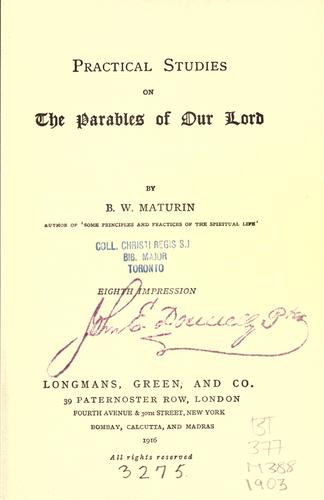 PRACTICAL STUDIES
ON
The Parables of Our Lord
BY
B. W. MATURIN
AUTHOR OF 'SOME PRINCIPLES AND PRACTICES OF THE SPIRITUAL LIFE'
COLL. CHRISTI REGIS S.J.
BIB. MAJOR
TORONTO
EIGHTH IMPRESSION
John E.
LONGMANS, GREEN, AND CO.
39 PATERNOSTER ROW, LONDON
FOURTH AVENUE & 30TH STREET, NEW YORK
BOMBAY, CALCUTTA, AND MADRAS
1916
All rights reserved
3275
BT
377
M388
1903